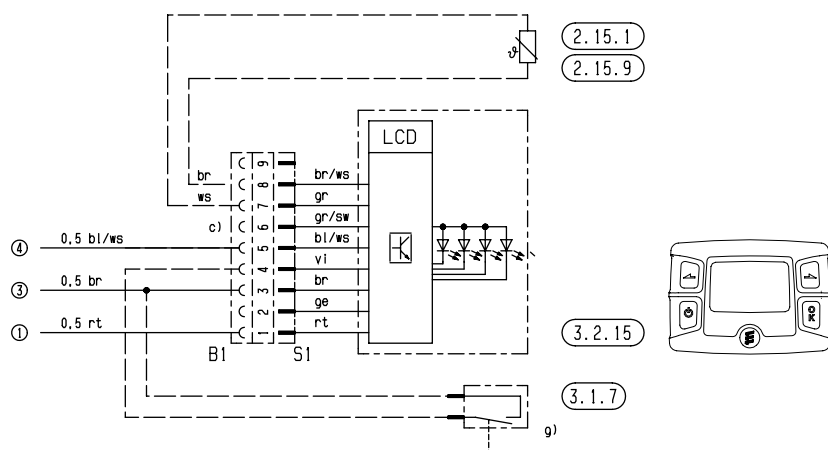 ϑ
2.15.1
2.15.9
LCD
9
br 8 br/ws
ws 7 gr
c) 6 gr/sw
④ 0,5 bl/ws 5 bl/ws
4 vi
③ 0,5 br 3 br
2 ge
① 0,5 rt 1 rt
B1 S1
3.2.15
OK
3.1.7
g)